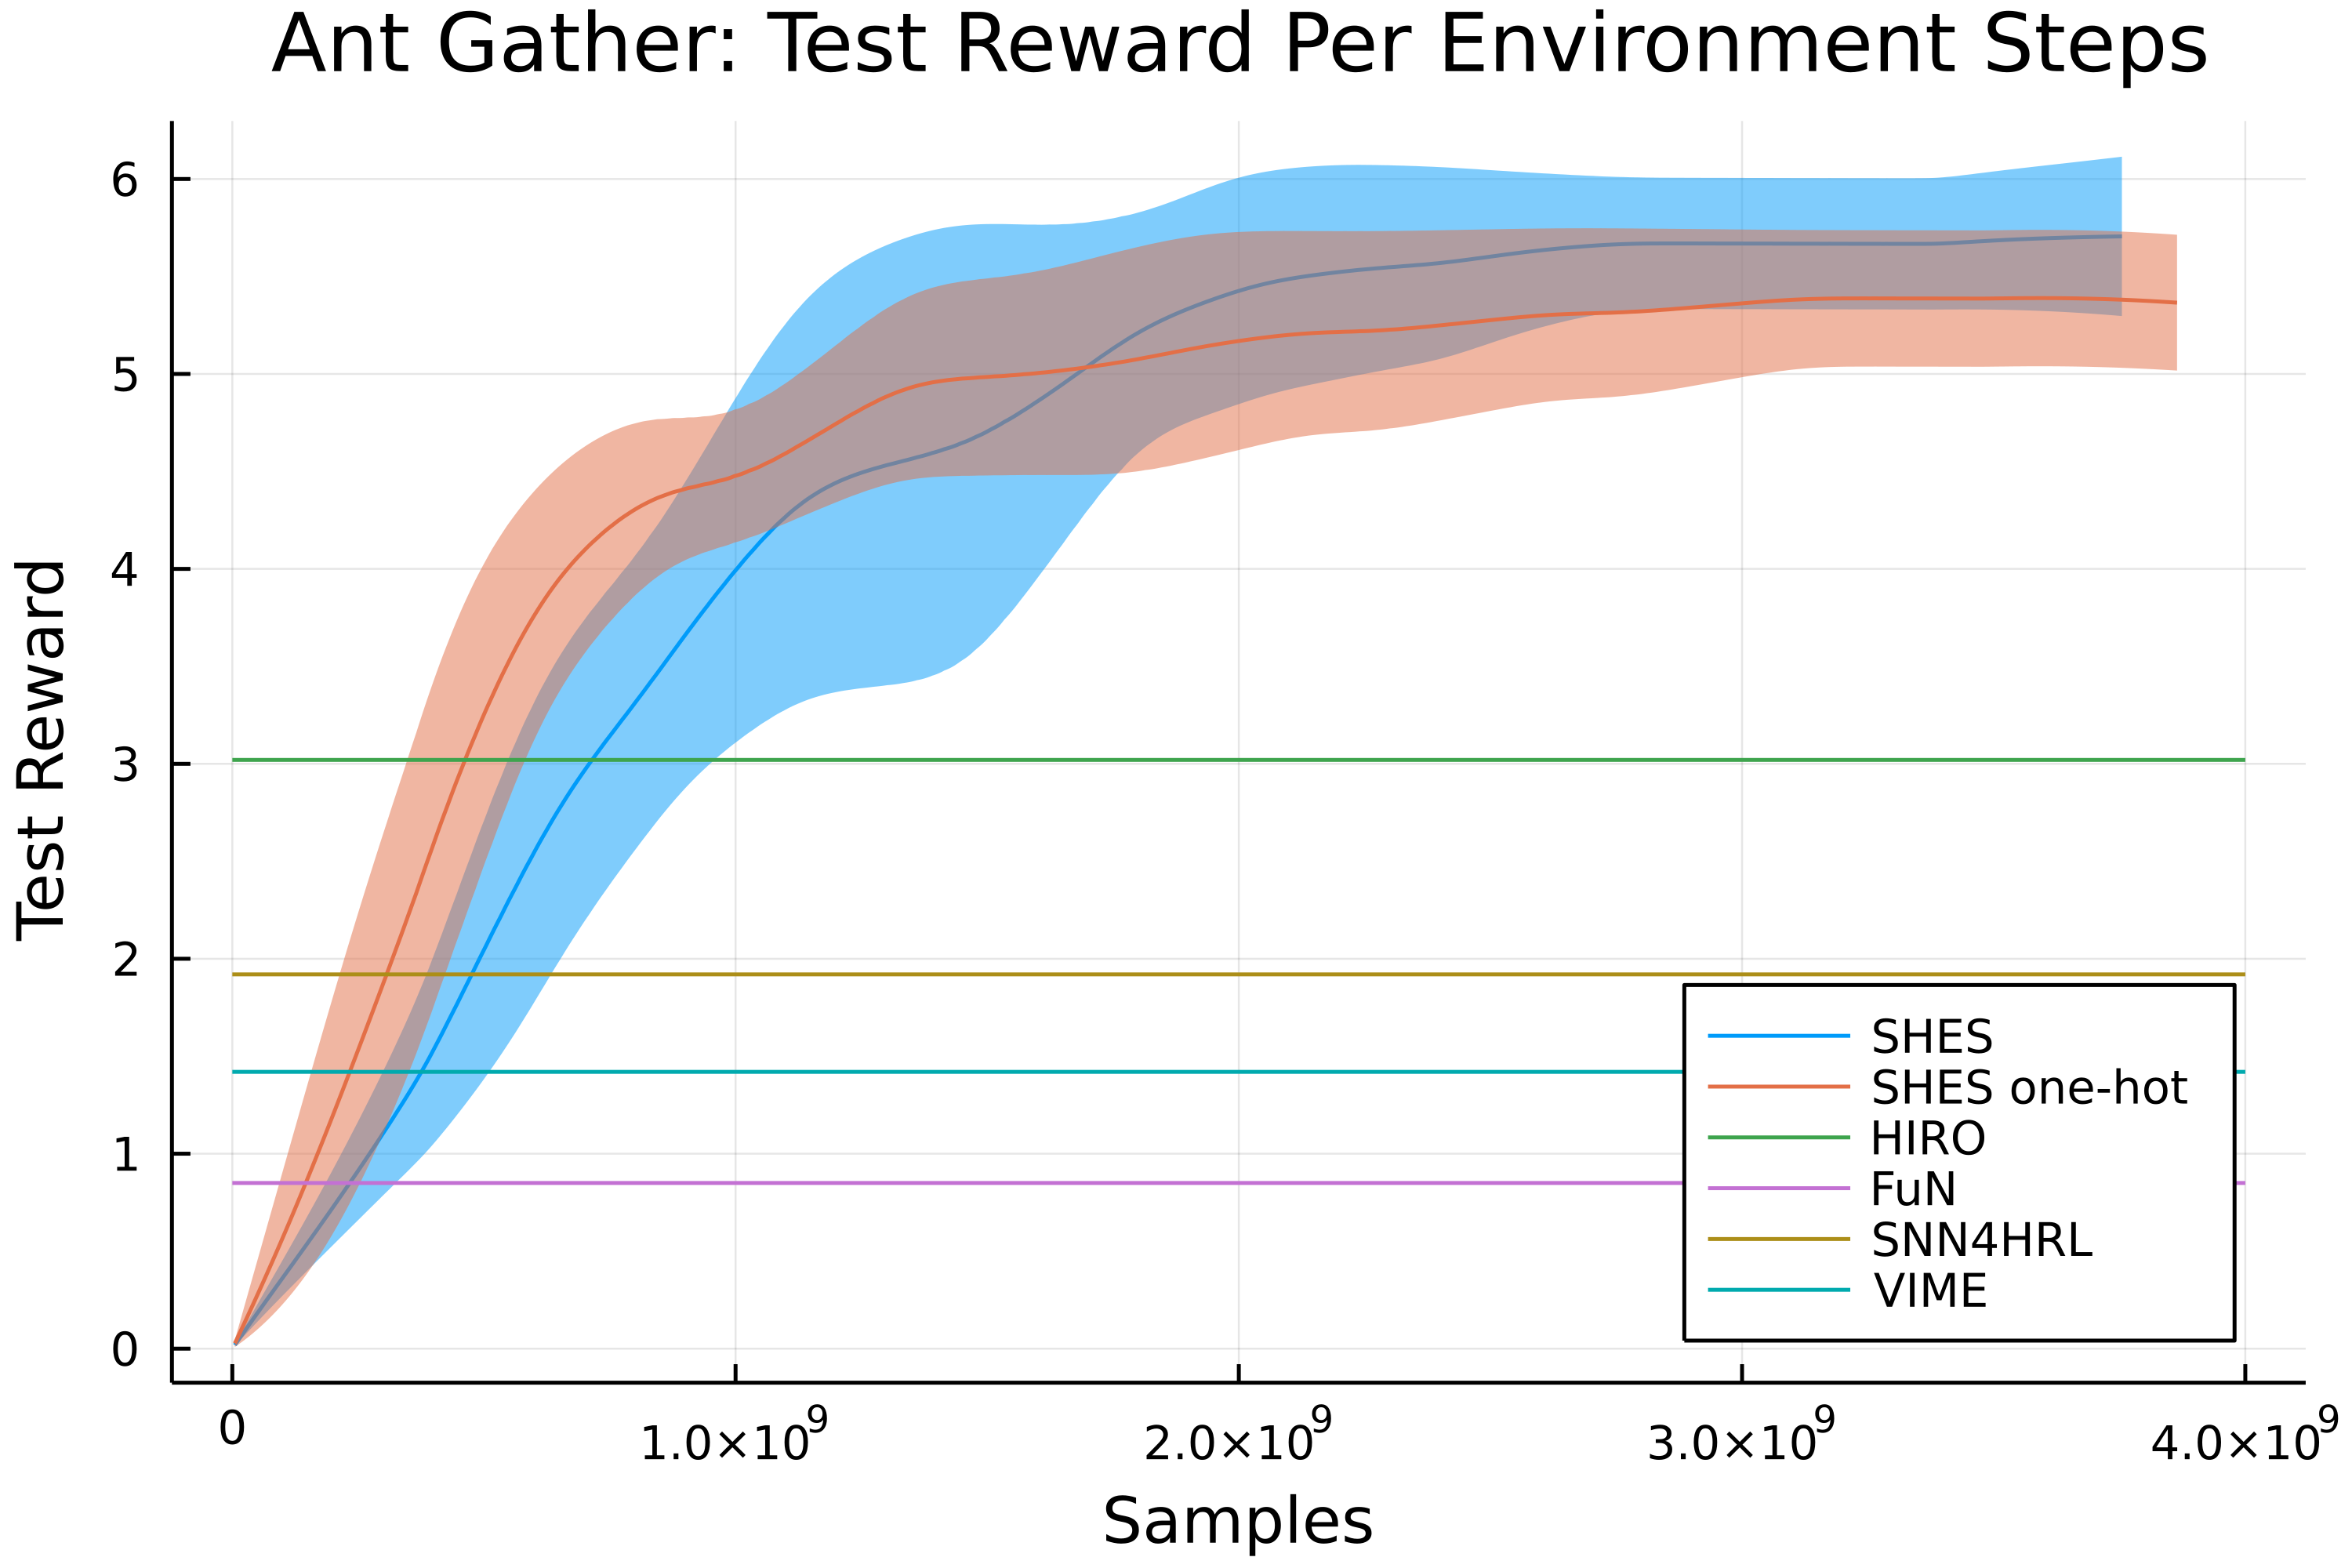 Ant Gather: Test Reward Per Environment Steps
Test Reward
6
5
4
3
2
1
0
SHES
SHES one-hot
HIRO
FuN
SNN4HRL
VIME
0 1.0×10⁹ 2.0×10⁹ 3.0×10⁹ 4.0×10⁹
Samples